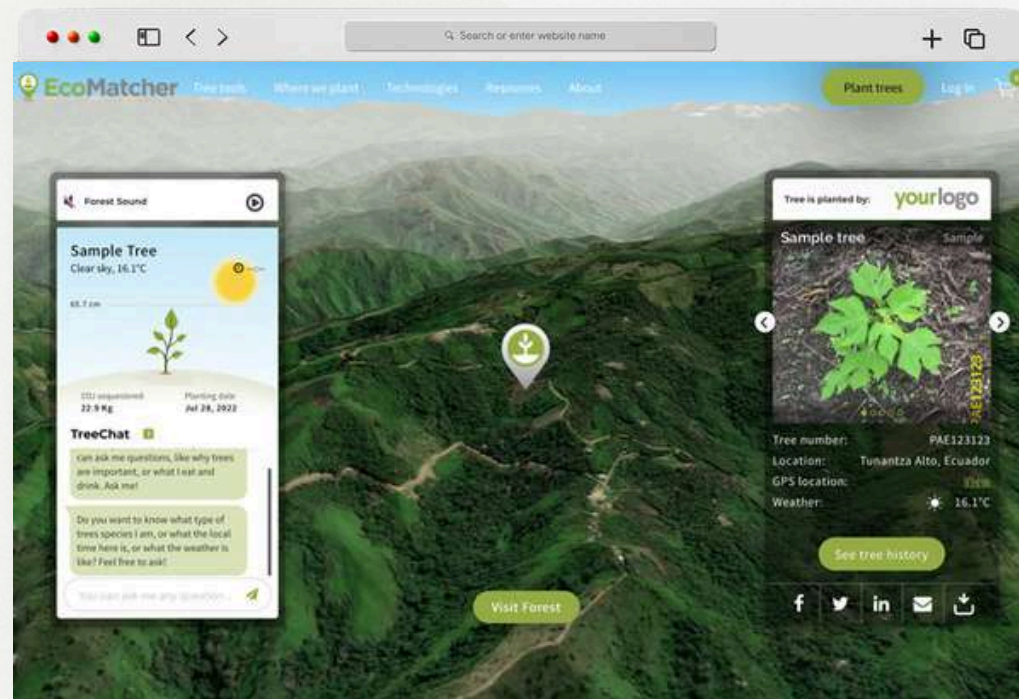 Search or enter website name
EcoMatcher
Tree tools
Where we plant
Technologies
Resources
About
Plant trees
Log In
Forest Sound
Sample Tree
Clear sky, 16.1°C
65.7 cm
CO2 sequestered
22.9 Kg
Planting date
Jul 28, 2022
TreeChat
can ask me questions, like why trees
are important, or what I eat and
drink. Ask me!
Do you want to know what type of
trees species I am, or what the local
time here is, or what the weather is
like? Feel free to ask!
You can ask me any question...
Visit Forest
Tree is planted by:
yourlogo
Sample tree
Sample
PAE123123
Tree number:
PAE123123
Location:
Tunantza Alto, Ecuador
GPS location:
View
Weather:
16.1°C
See tree history